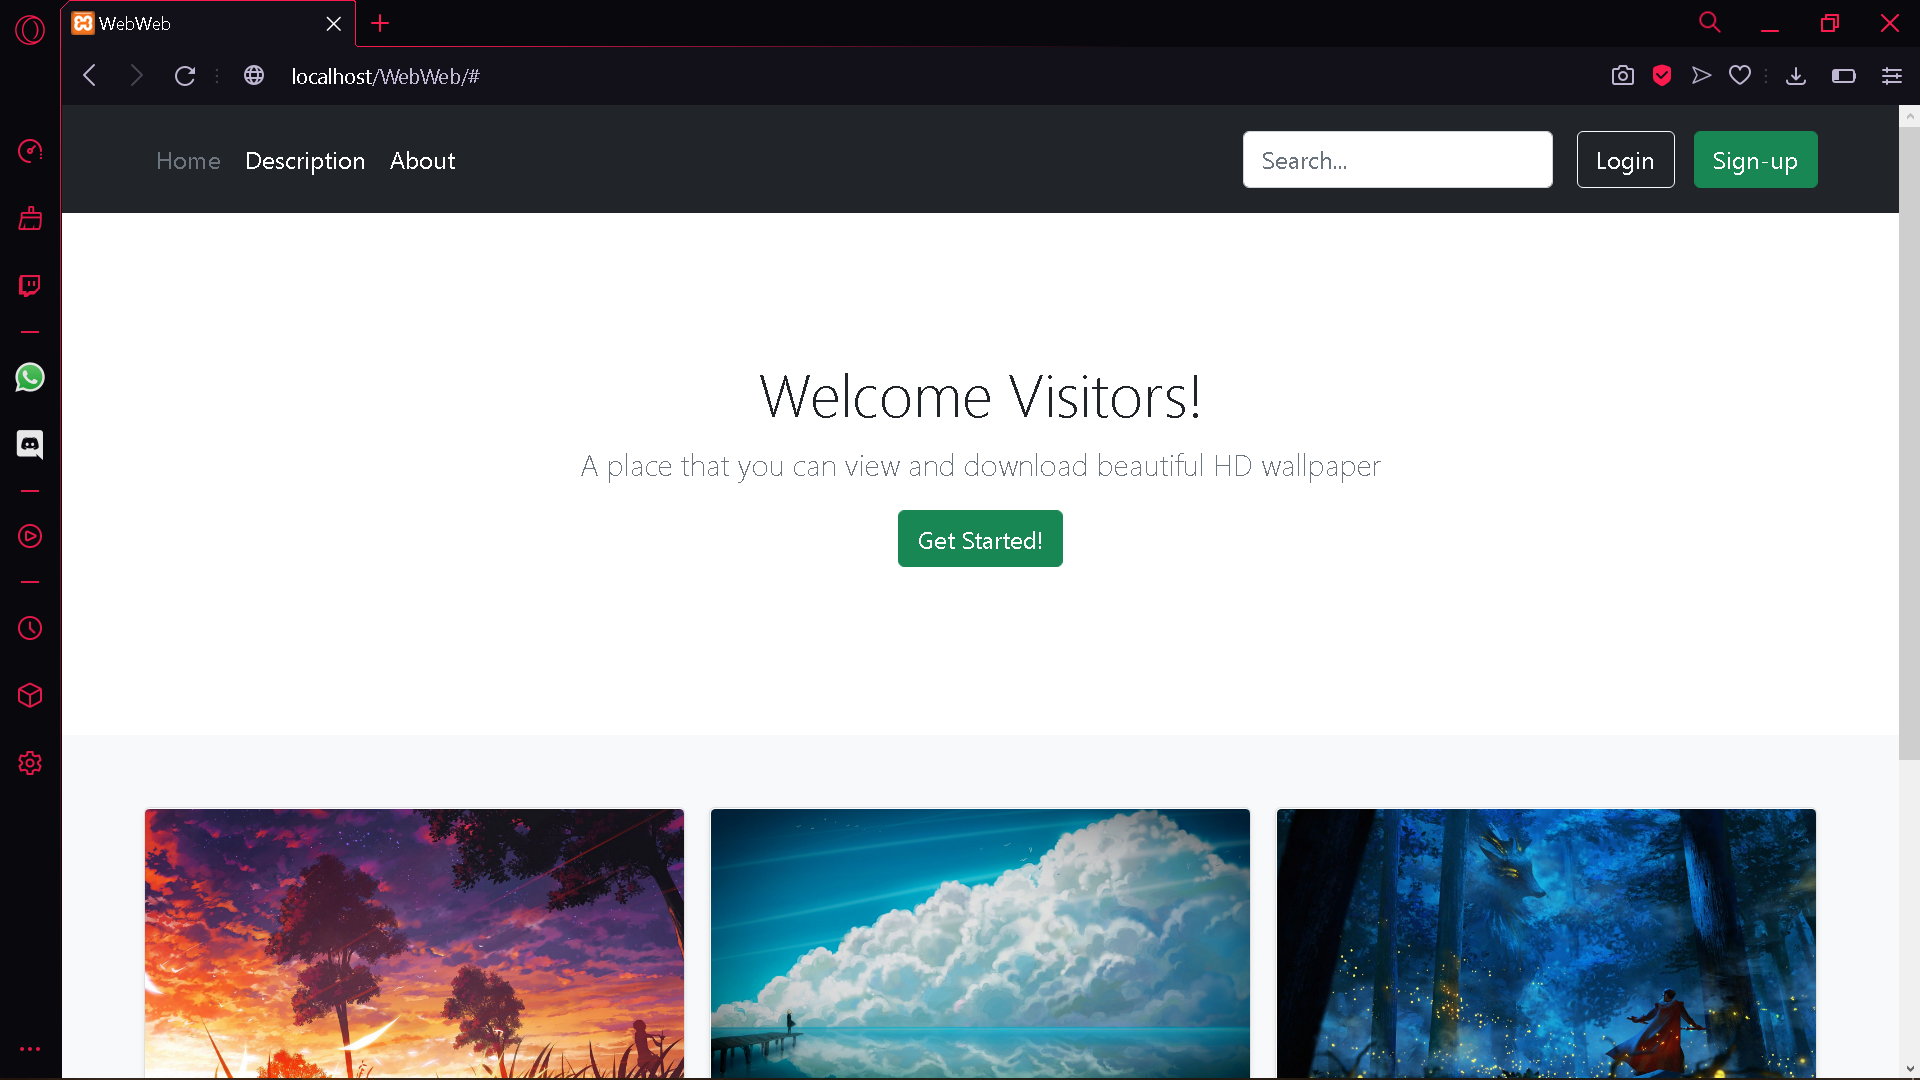 WebWeb
localhost/WebWeb/#
Home Description About Search... Login Sign-up
Welcome Visitors!
A place that you can view and download beautiful HD wallpaper
Get Started!